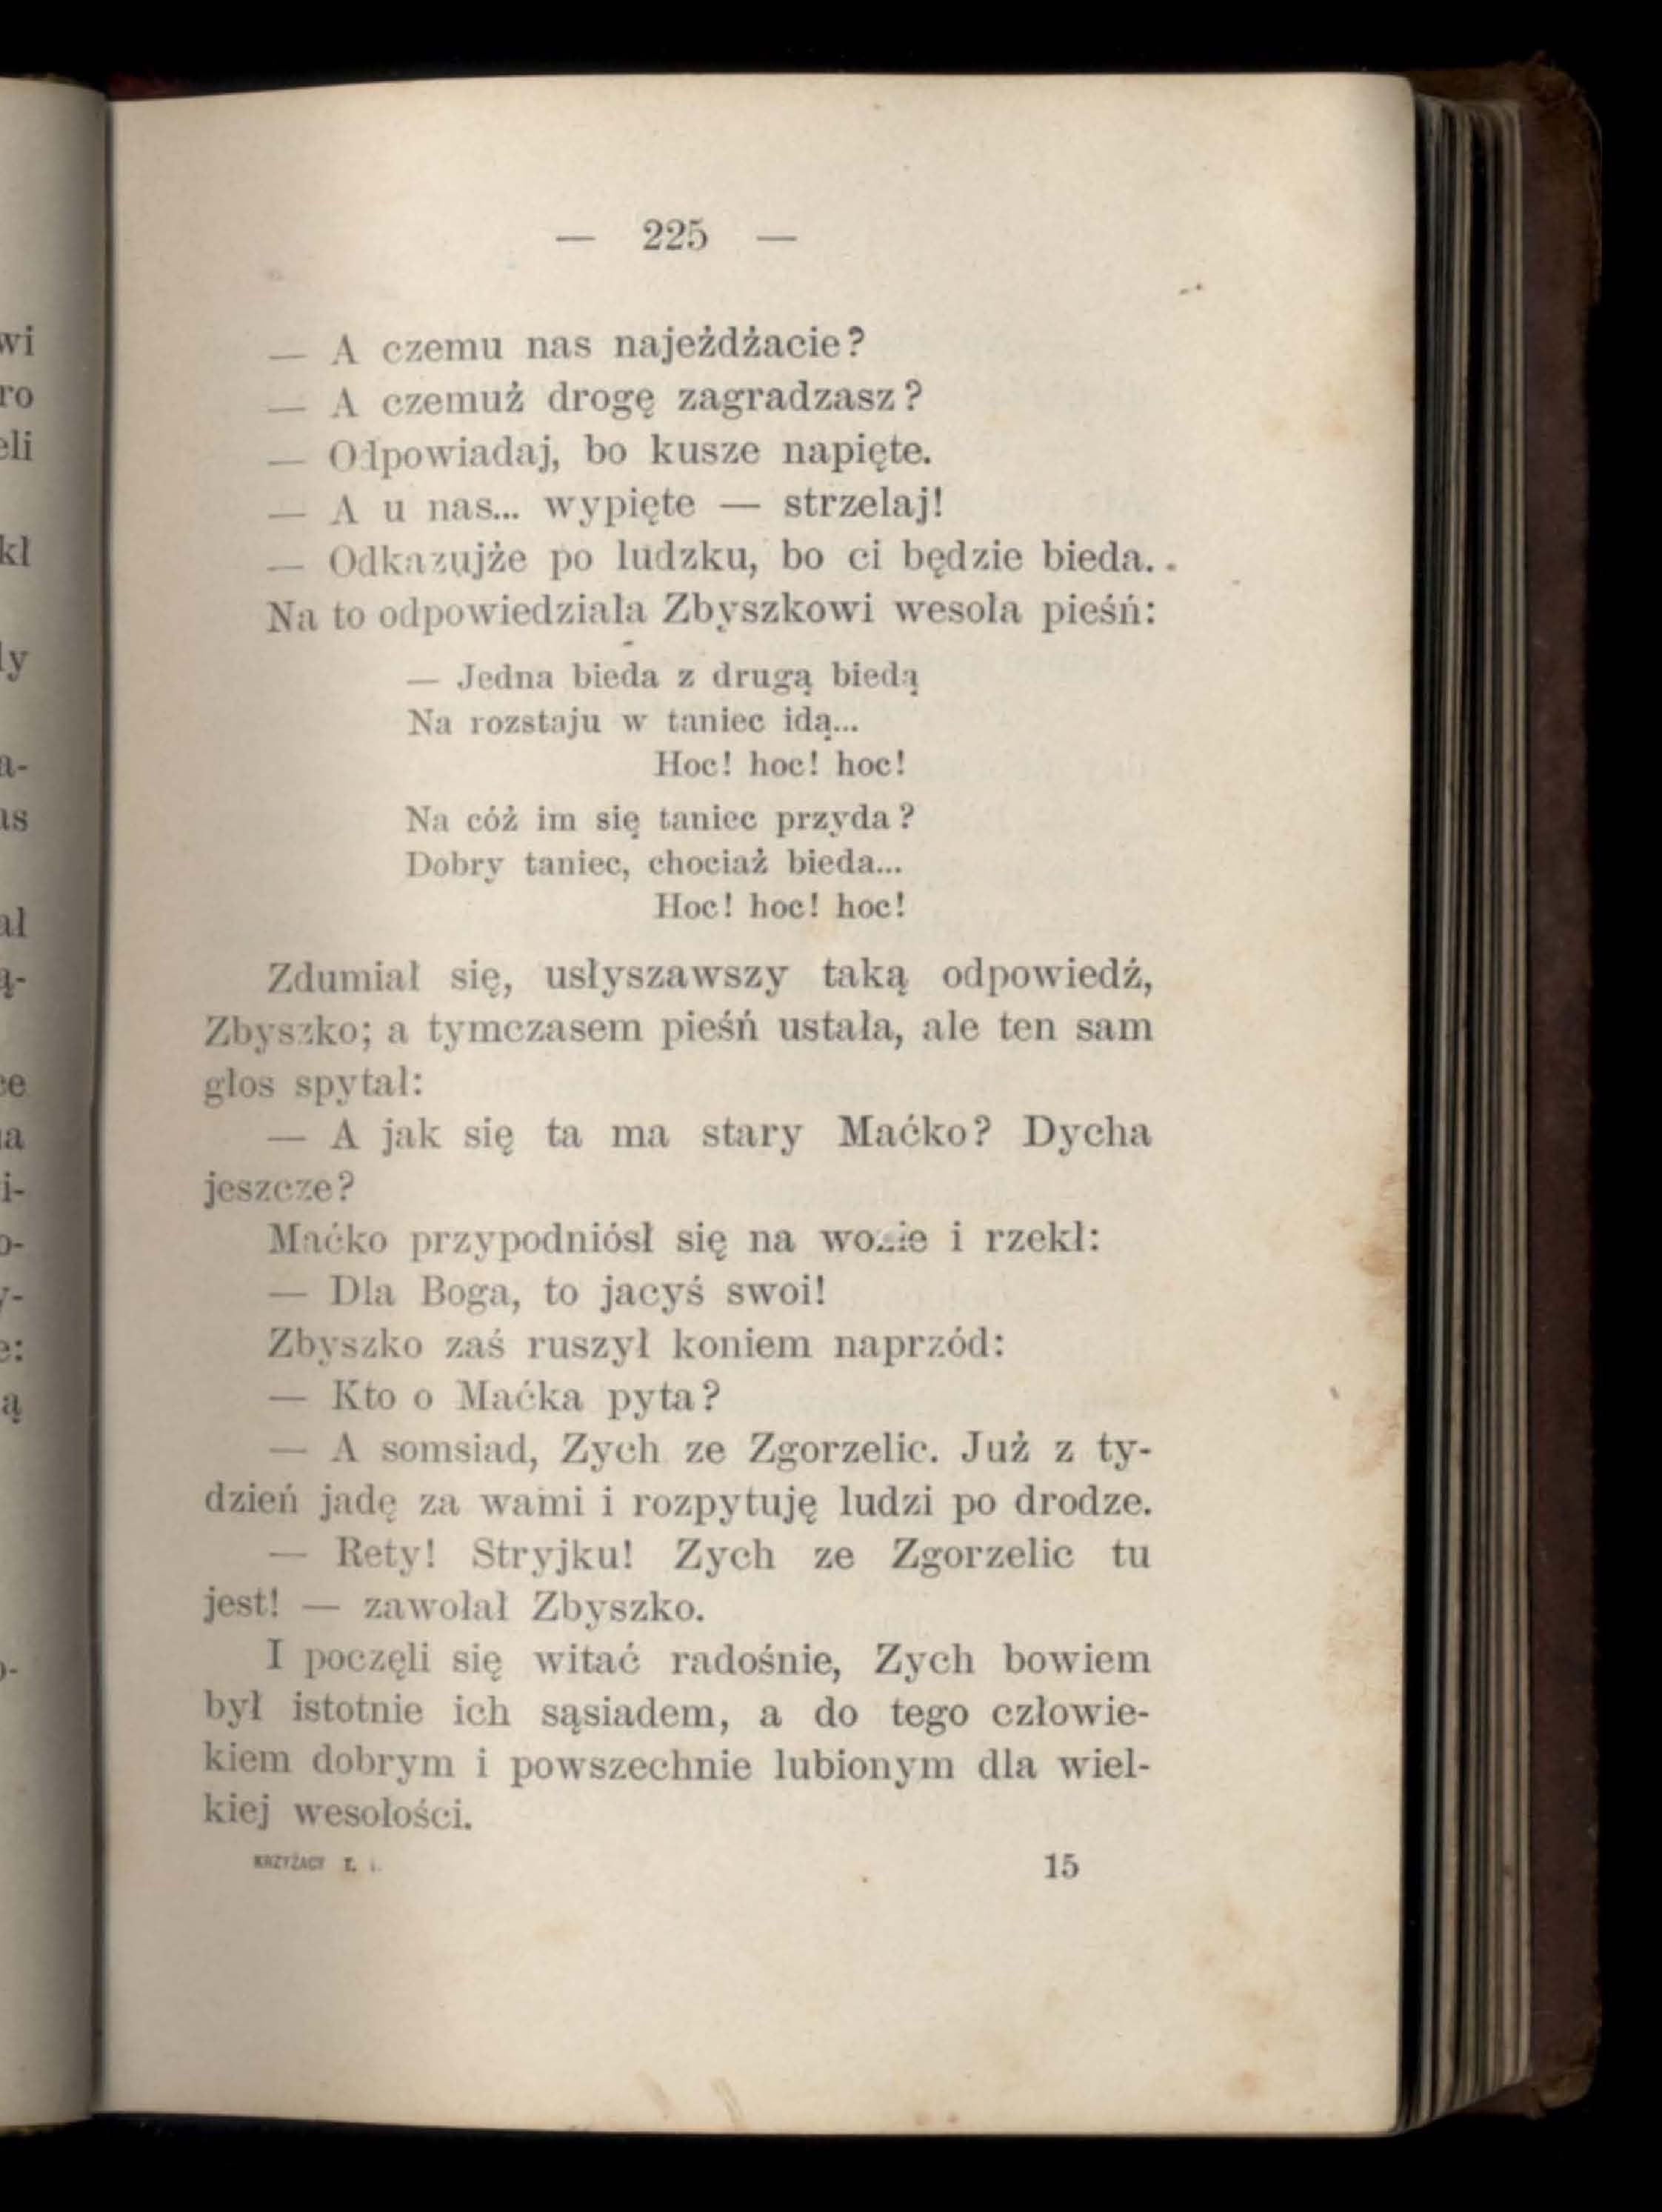 — 225 —
— A czemu nas najeżdżacie?
— A czemuż drogę zagradzasz?
— Odpowiadaj, bo kusze napięte.
— A u nas... wypięte — strzelaj!
— Odkazujże po ludzku, bo ci będzie bieda..
Na to odpowiedziała Zbyszkowi wesoła pieśń:
— Jedna bieda z drugą biedą
Na rozstaju w taniec idą...
Hoc! hoc! hoc!
Na cóż im się taniec przyda?
Dobry taniec, chociaż bieda...
Hoc! hoc! hoc!
Zdumiał się, usłyszawszy taką odpowiedź,
Zbyszko; a tymczasem pieśń ustała, ale ten sam
głos spytał:
— A jak się ta ma stary Maćko? Dycha
jeszcze?
Maćko przypodniósł się na wozie i rzekł:
— Dla Boga, to jacyś swoi!
Zbyszko zaś ruszył koniem naprzód:
— Kto o Maćka pyta?
— A somsiad, Zych ze Zgorzelic. Już z ty-
dzień jadę za wami i rozpytuję ludzi po drodze.
— Rety! Stryjku! Zych ze Zgorzelic tu
jest! — zawołał Zbyszko.
I poczęli się witać radośnie, Zych bowiem
był istotnie ich sąsiadem, a do tego człowie-
kiem dobrym i powszechnie lubionym dla wiel-
kiej wesołości.
KRZYŻACY T. I. 15